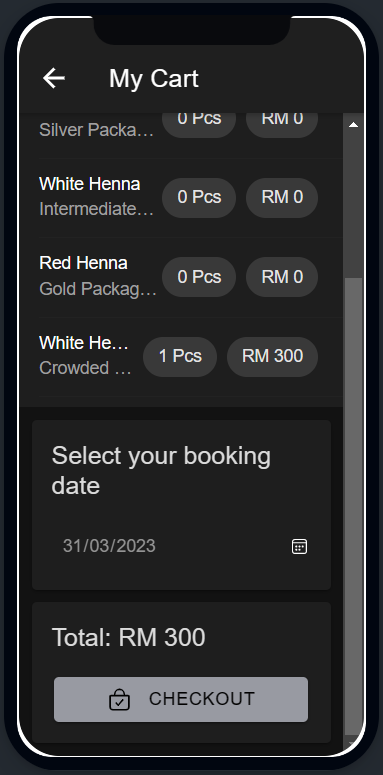 My Cart
0 Pcs RM 0
Silver Packa...
White Henna
0 Pcs RM 0
Intermediate...
Red Henna
0 Pcs RM 0
Gold Packag...
White He...
1 Pcs RM 300
Crowded ...
Select your booking
date
31/03/2023
Total: RM 300
CHECKOUT